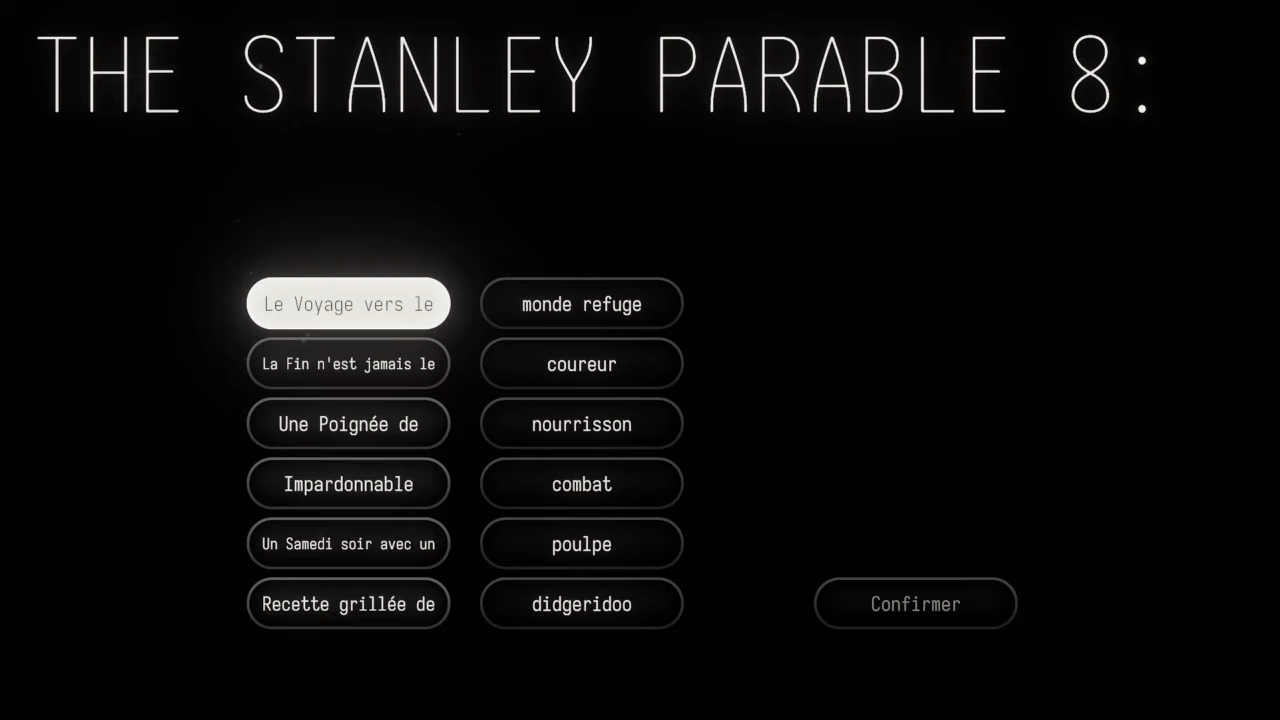 THE STANLEY PARABLE 8:
Le Voyage vers le
monde refuge
La Fin n'est jamais le
coureur
Une Poignée de
nourrisson
Impardonnable
combat
Un Samedi soir avec un
poulpe
Recette grillée de
didgeridoo
Confirmer